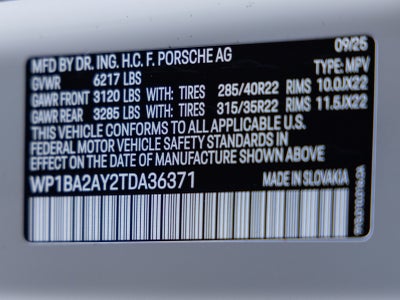 MFD BY DR. ING. H.C. F. PORSCHE AG 09/25
GVWR 6217 LBS TYPE: MPV
GAWR FRONT 3120 LBS WITH: TIRES 285/40R22 RIMS 10.0JX22
GAWR REAR 3285 LBS WITH: TIRES 315/35R22 RIMS 11.5JX22
THIS VEHICLE CONFORMS TO ALL APPLICABLE U.S.
FEDERAL MOTOR VEHICLE SAFETY STANDARDS IN
EFFECT ON THE DATE OF MANUFACTURE SHOWN ABOVE.
WP1BA2AY2TDA36371 MADE IN SLOVAKIA